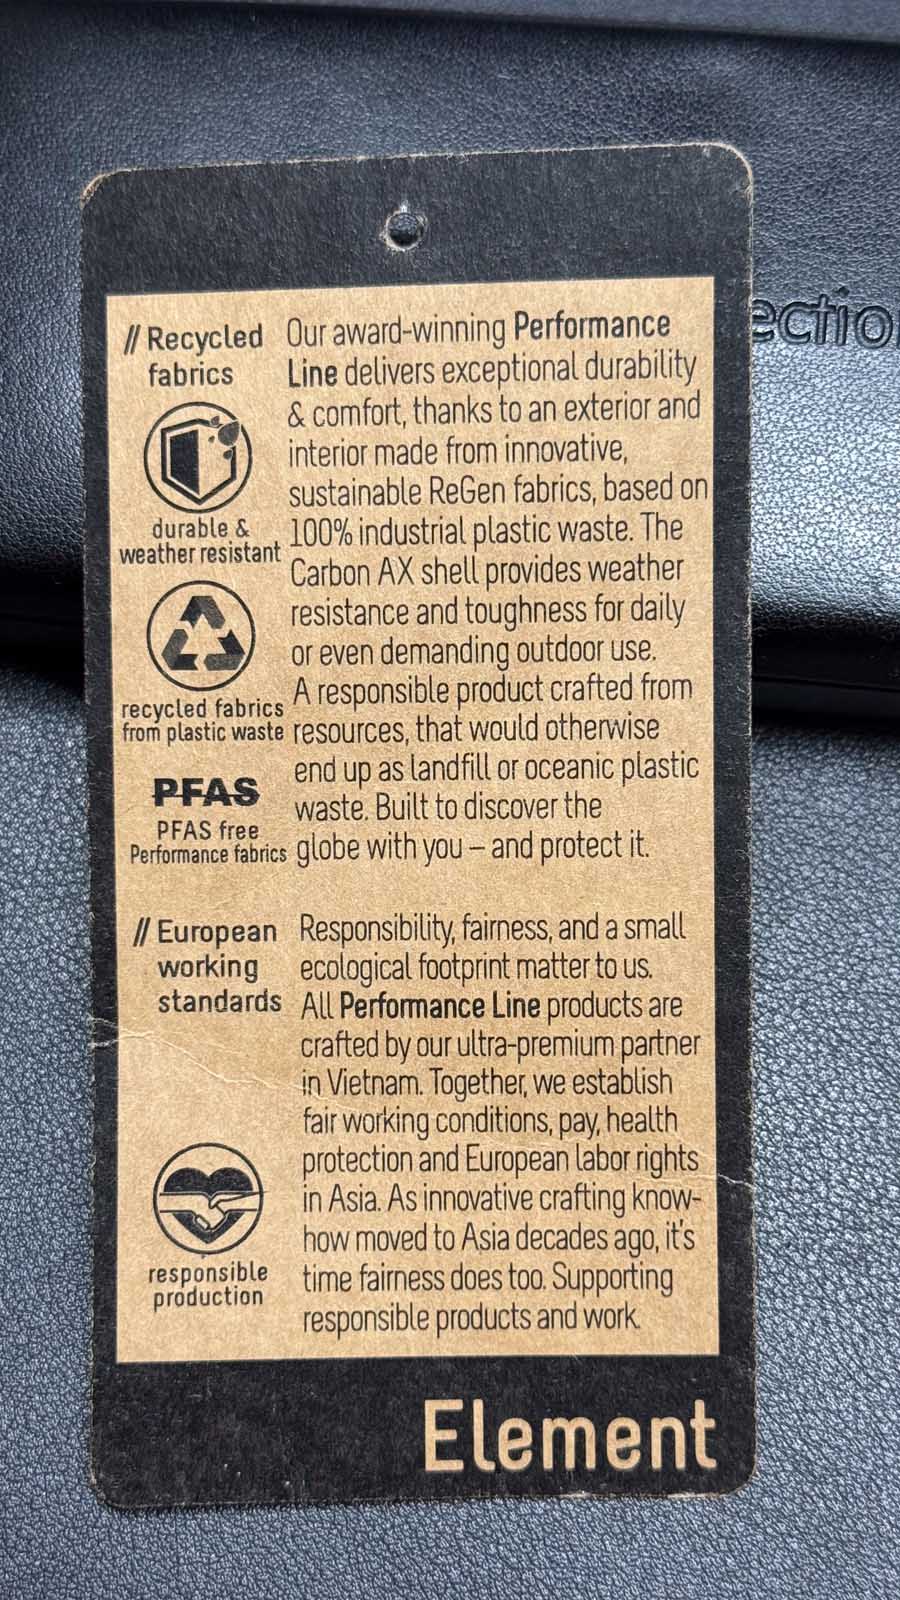 // Recycled
fabrics
durable &
weather resistant
recycled fabrics
from plastic waste
PFAS
PFAS free
Performance fabrics
Our award-winning Performance
Line delivers exceptional durability
& comfort, thanks to an exterior and
interior made from innovative,
sustainable ReGen fabrics, based on
100% industrial plastic waste. The
Carbon AX shell provides weather
resistance and toughness for daily
or even demanding outdoor use.
A responsible product crafted from
resources, that would otherwise
end up as landfill or oceanic plastic
waste. Built to discover the
globe with you – and protect it.
// European
working
standards
responsible
production
Responsibility, fairness, and a small
ecological footprint matter to us.
All Performance Line products are
crafted by our ultra-premium partner
in Vietnam. Together, we establish
fair working conditions, pay, health
protection and European labor rights
in Asia. As innovative crafting know-
how moved to Asia decades ago, it's
time fairness does too. Supporting
responsible products and work.
Element